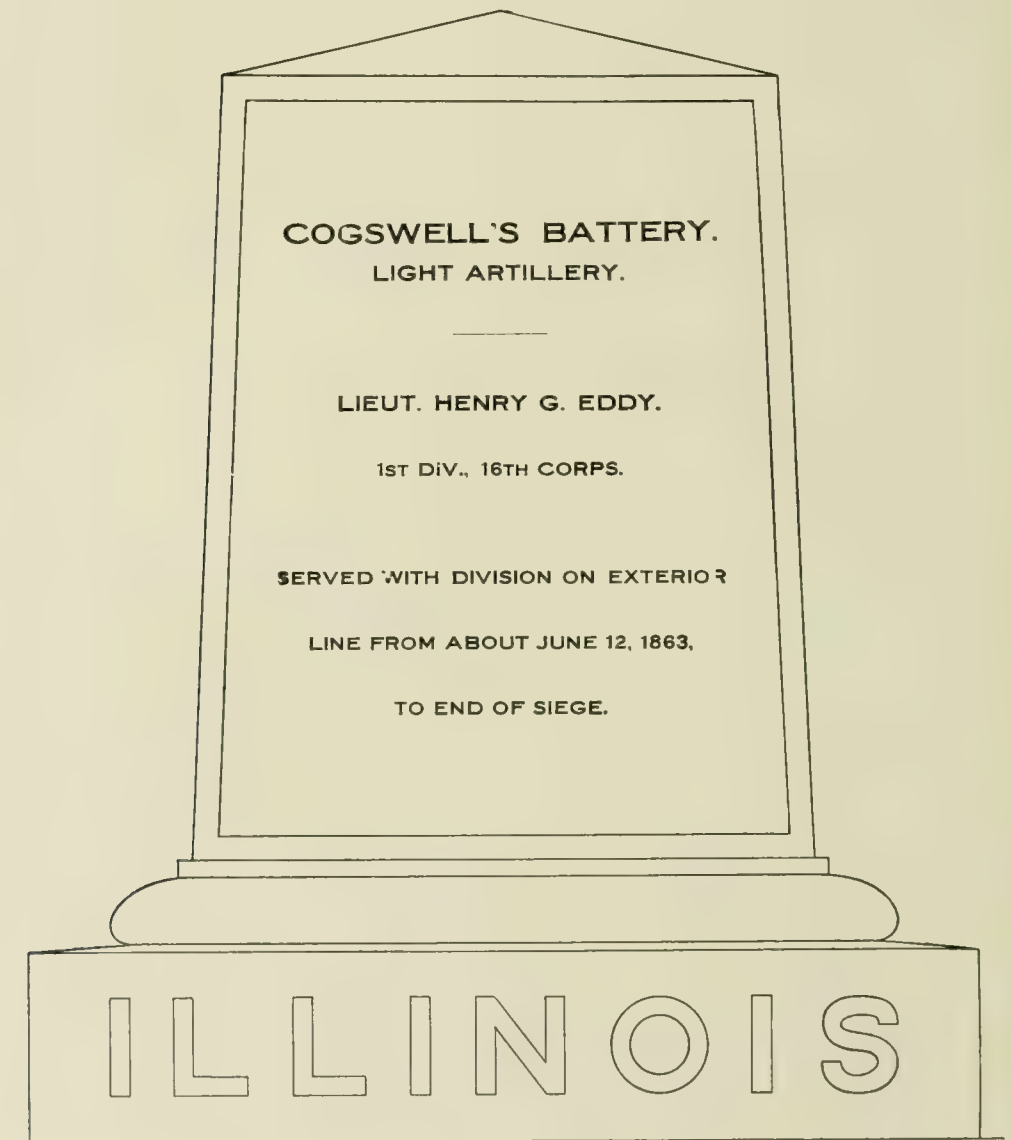 COGSWELL'S BATTERY.
LIGHT ARTILLERY.
LIEUT. HENRY G. EDDY.
1ST DIV., 16TH CORPS.
SERVED WITH DIVISION ON EXTERIOR
LINE FROM ABOUT JUNE 12, 1863,
TO END OF SIEGE.
ILLINOIS